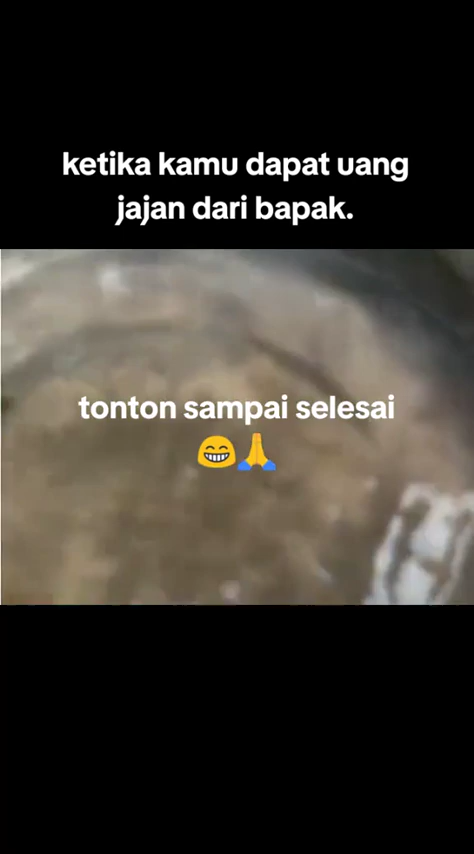 ketika kamu dapat uang
jajan dari bapak.
tonton sampai selesai
😁🙏